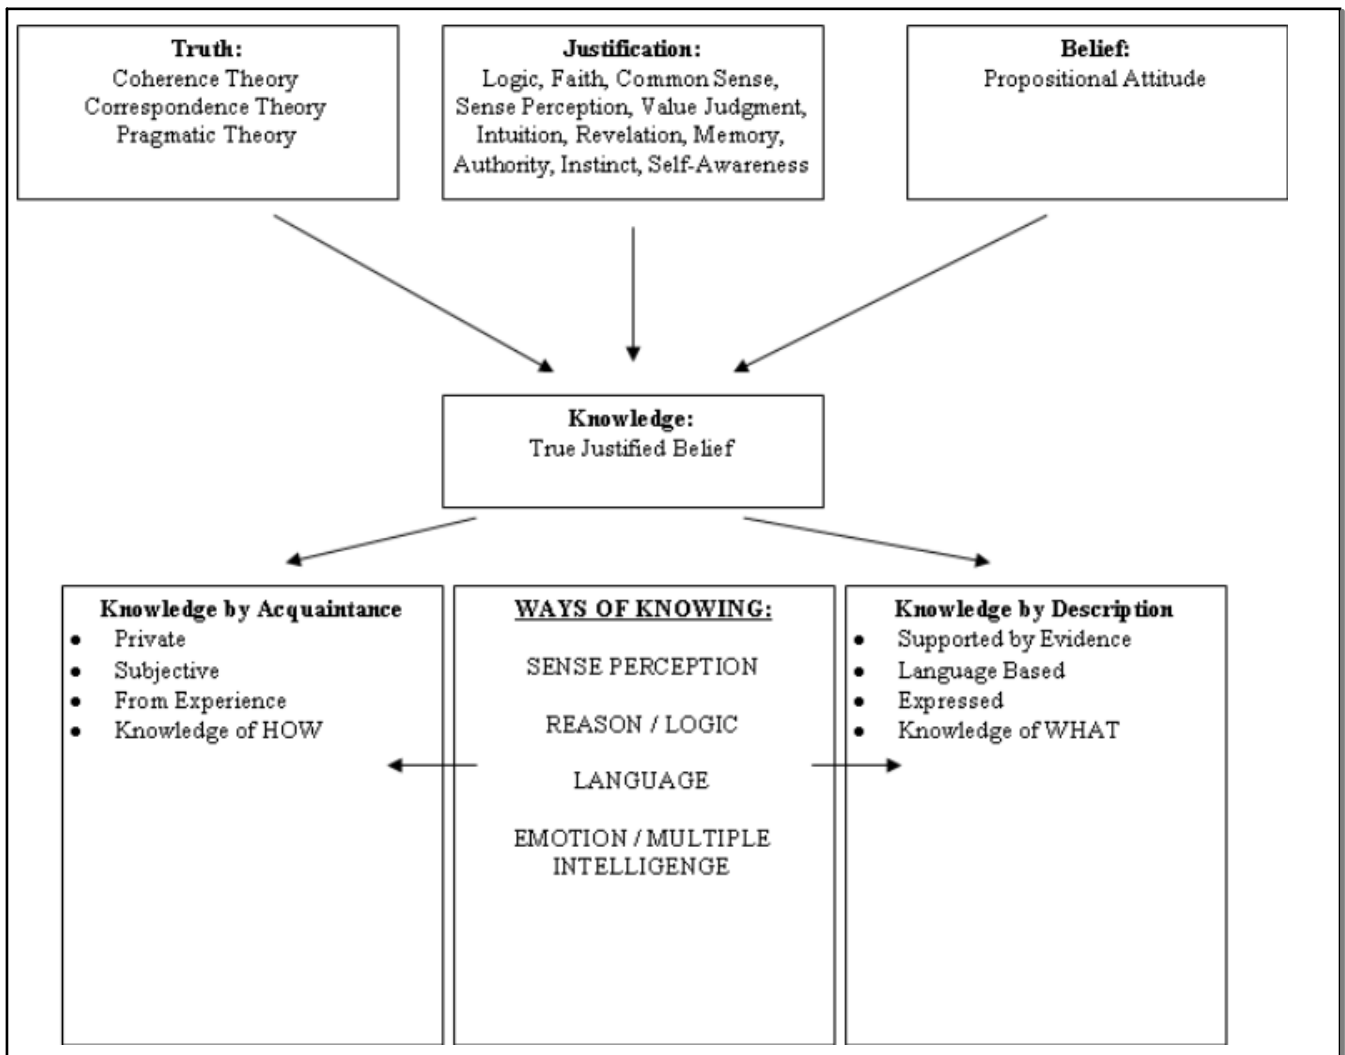 Truth:
Coherence Theory
Correspondence Theory
Pragmatic Theory
Justification:
Logic, Faith, Common Sense,
Sense Perception, Value Judgment,
Intuition, Revelation, Memory,
Authority, Instinct, Self-Awareness
Belief:
Propositional Attitude
Knowledge:
True Justified Belief
Knowledge by Acquaintance
• Private
• Subjective
• From Experience
• Knowledge of HOW
WAYS OF KNOWING:
SENSE PERCEPTION
REASON / LOGIC
LANGUAGE
EMOTION / MULTIPLE
INTELLIGENGE
Knowledge by Description
• Supported by Evidence
• Language Based
• Expressed
• Knowledge of WHAT